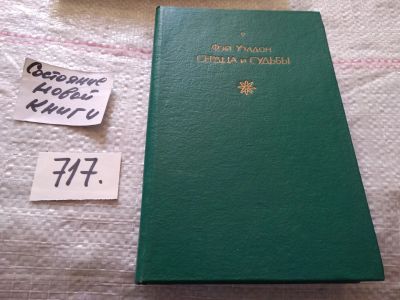 Состояние
новой
книги
717.
Фэй Уэлдон
СЕРДЦА и СУДЬБЫ